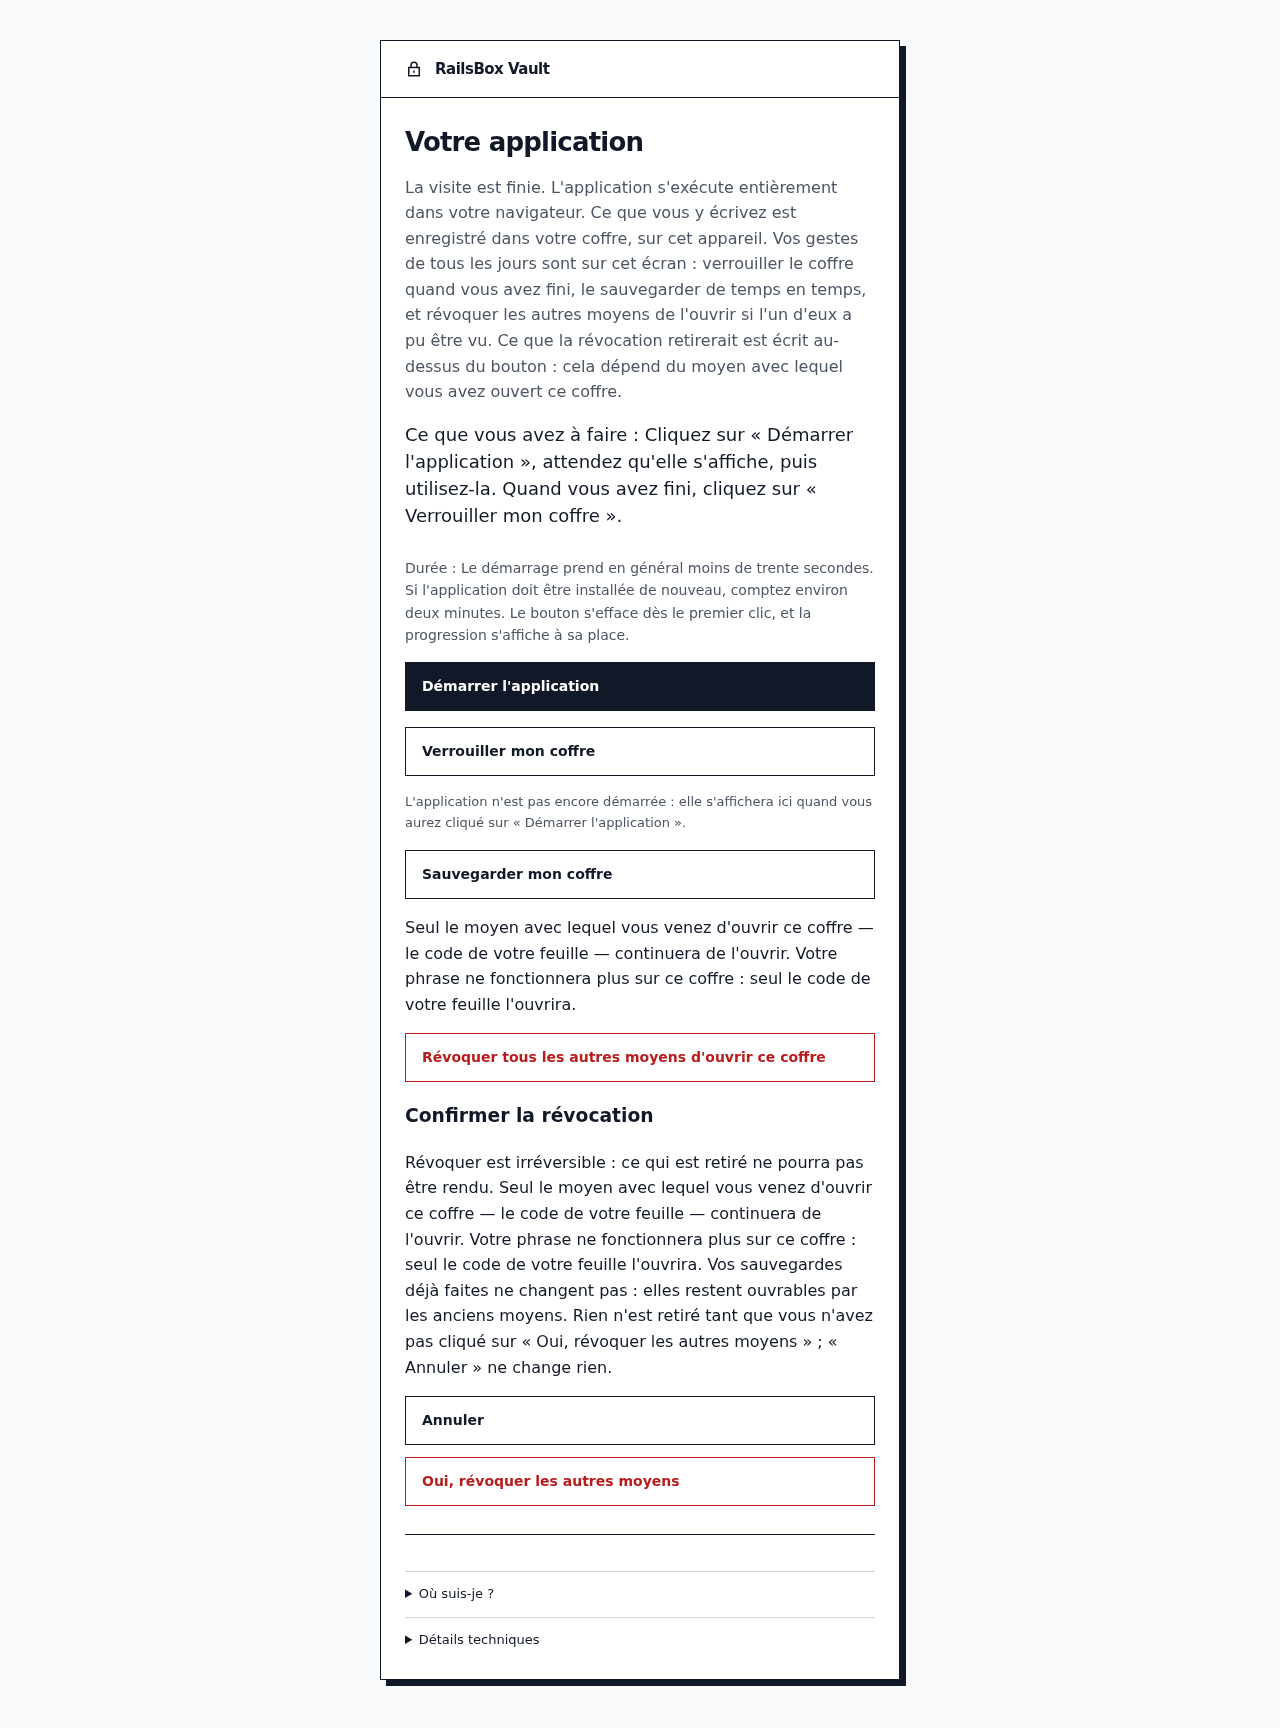 RailsBox Vault
Votre application
La visite est finie. L'application s'exécute entièrement
dans votre navigateur. Ce que vous y écrivez est
enregistré dans votre coffre, sur cet appareil. Vos gestes
de tous les jours sont sur cet écran : verrouiller le coffre
quand vous avez fini, le sauvegarder de temps en temps,
et révoquer les autres moyens de l'ouvrir si l'un d'eux a
pu être vu. Ce que la révocation retirerait est écrit au-
dessus du bouton : cela dépend du moyen avec lequel
vous avez ouvert ce coffre.
Ce que vous avez à faire : Cliquez sur « Démarrer
l'application », attendez qu'elle s'affiche, puis
utilisez-la. Quand vous avez fini, cliquez sur «
Verrouiller mon coffre ».
Durée : Le démarrage prend en général moins de trente secondes.
Si l'application doit être installée de nouveau, comptez environ
deux minutes. Le bouton s'efface dès le premier clic, et la
progression s'affiche à sa place.
Démarrer l'application
Verrouiller mon coffre
L'application n'est pas encore démarrée : elle s'affichera ici quand vous
aurez cliqué sur « Démarrer l'application ».
Sauvegarder mon coffre
Seul le moyen avec lequel vous venez d'ouvrir ce coffre —
le code de votre feuille — continuera de l'ouvrir. Votre
phrase ne fonctionnera plus sur ce coffre : seul le code de
votre feuille l'ouvrira.
Révoquer tous les autres moyens d'ouvrir ce coffre
Confirmer la révocation
Révoquer est irréversible : ce qui est retiré ne pourra pas
être rendu. Seul le moyen avec lequel vous venez d'ouvrir
ce coffre — le code de votre feuille — continuera de
l'ouvrir. Votre phrase ne fonctionnera plus sur ce coffre :
seul le code de votre feuille l'ouvrira. Vos sauvegardes
déjà faites ne changent pas : elles restent ouvrables par
les anciens moyens. Rien n'est retiré tant que vous n'avez
pas cliqué sur « Oui, révoquer les autres moyens » ; «
Annuler » ne change rien.
Annuler
Oui, révoquer les autres moyens
Où suis-je ?
Détails techniques